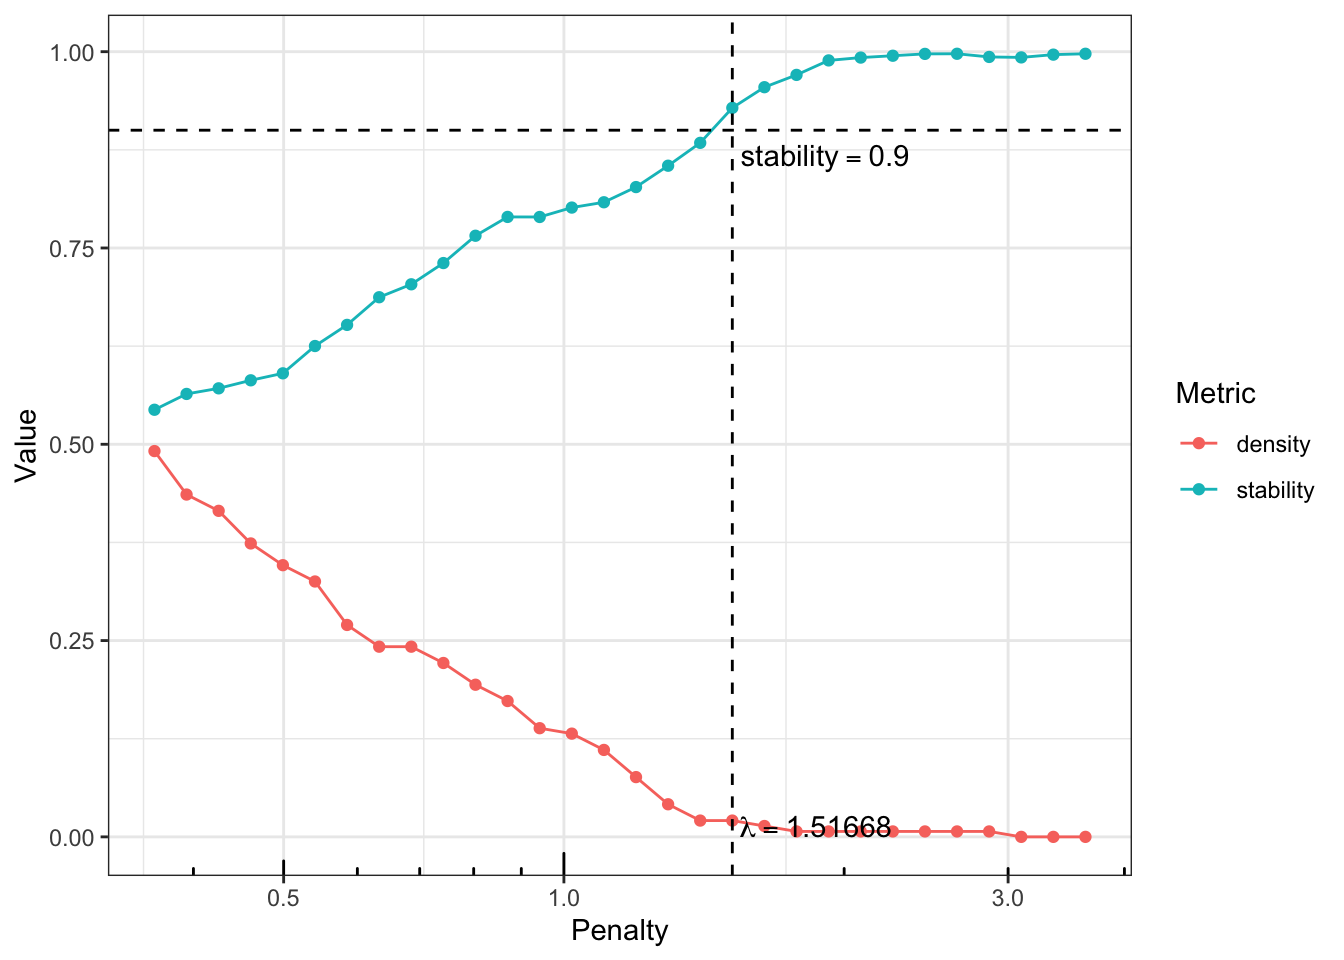 1.00
0.75
0.50
0.25
0.00
Value
stability = 0.9
λ = 1.51668
0.5
1.0
3.0
Penalty
Metric
density
stability